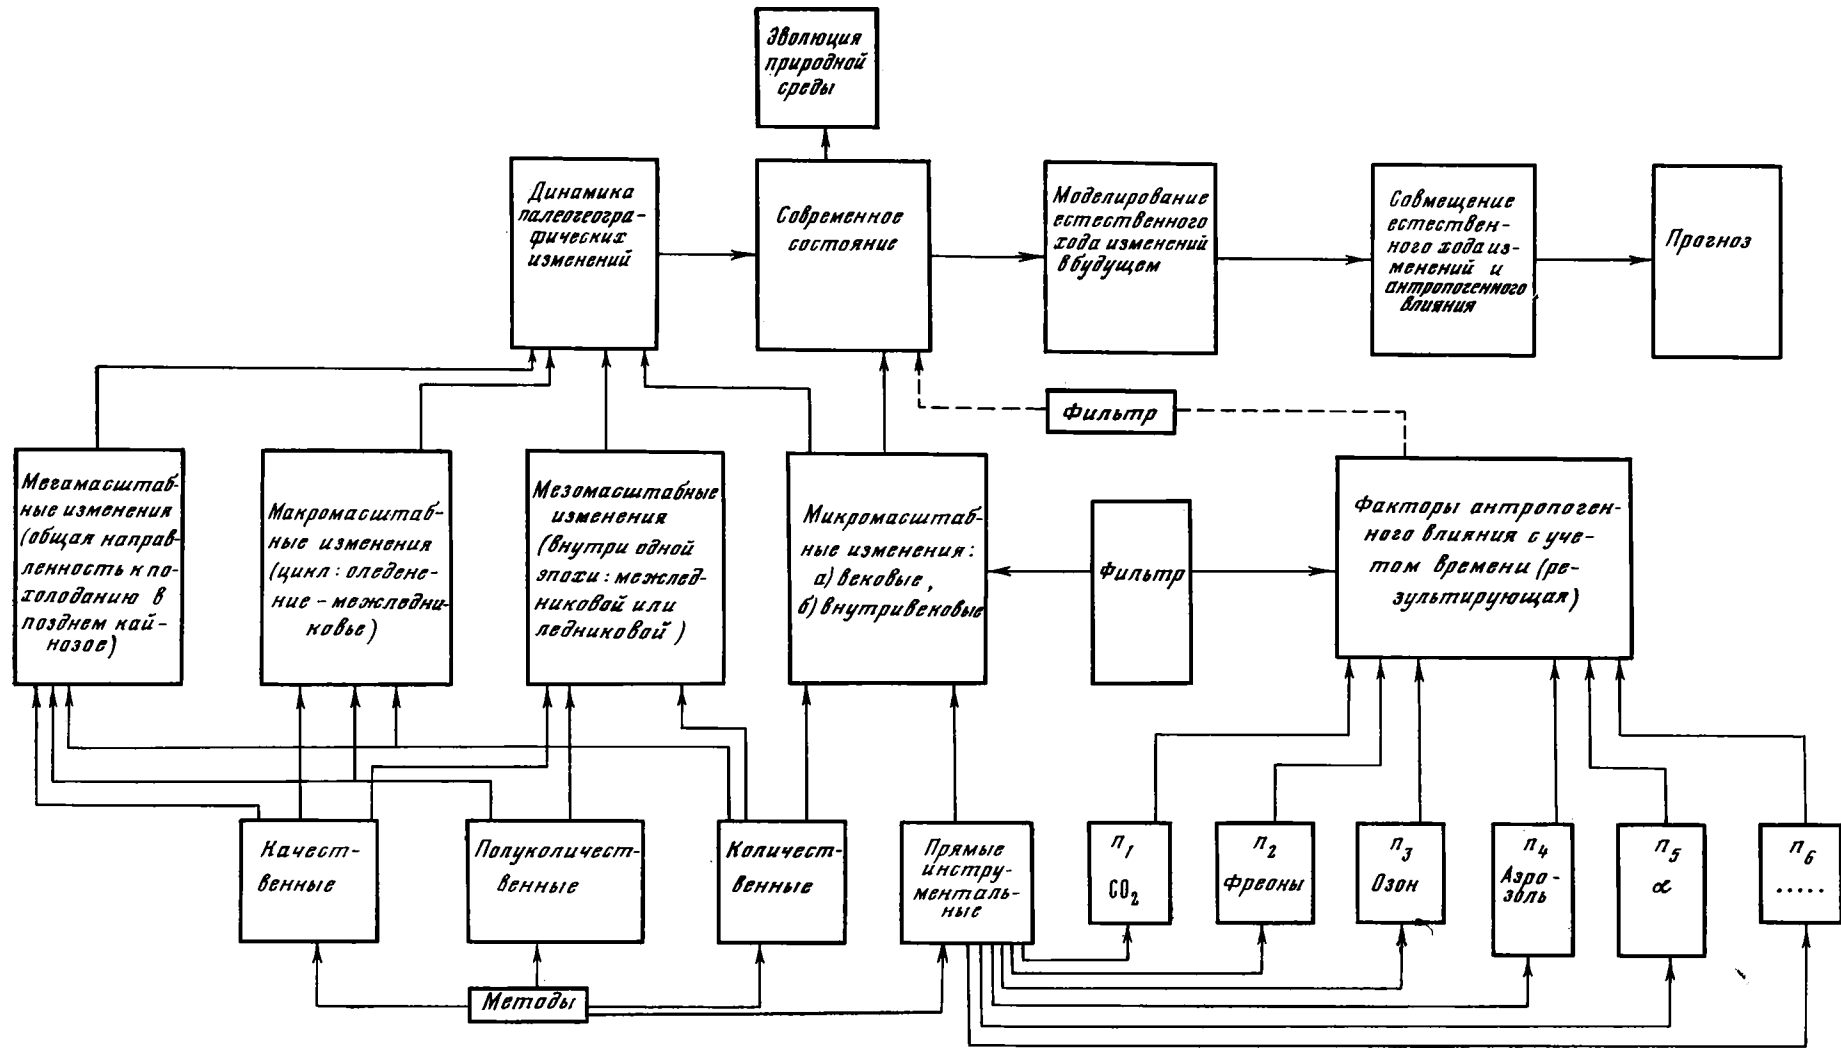 Эволюция
природной
среды
Динамика
палеогеогра-
фических
изменений
Современное
состояние
Моделирование
естественного
хода изменений
в будущем
Совмещение
естествен-
ного хода из-
менений и
антропогенного
влияния
Прогноз
Фильтр
Мегамасштаб-
ные изменения
(общая направ-
ленность к по-
холоданию в
позднем кай-
нозое)
Макромасштаб-
ные изменения
(цикл: оледене-
ние – межледни-
ковье)
Мезомасштабные
изменения
(внутри одной
эпохи: межлед-
никовой или
ледниковой)
Микромасштаб-
ные изменения:
а) вековые,
б) внутривековые
Фильтр
Факторы антропоген-
ного влияния с уче-
том времени (ре-
зультирующая)
Качест-
венные
Полуколичест-
венные
Количест-
венные
Прямые
инстру-
менталь-
ные
n₁
CO₂
n₂
Фреоны
n₃
Озон
n₄
Аэро-
золь
n₅
α
n₆
.....
Методы